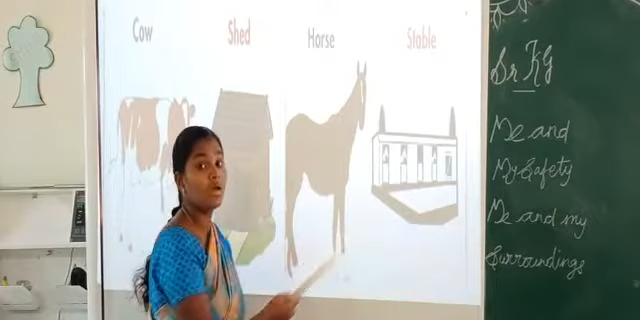 Cow
Shed
Horse
Stable
Sr KG
Me and
My Safety
Me and my
Surroundings